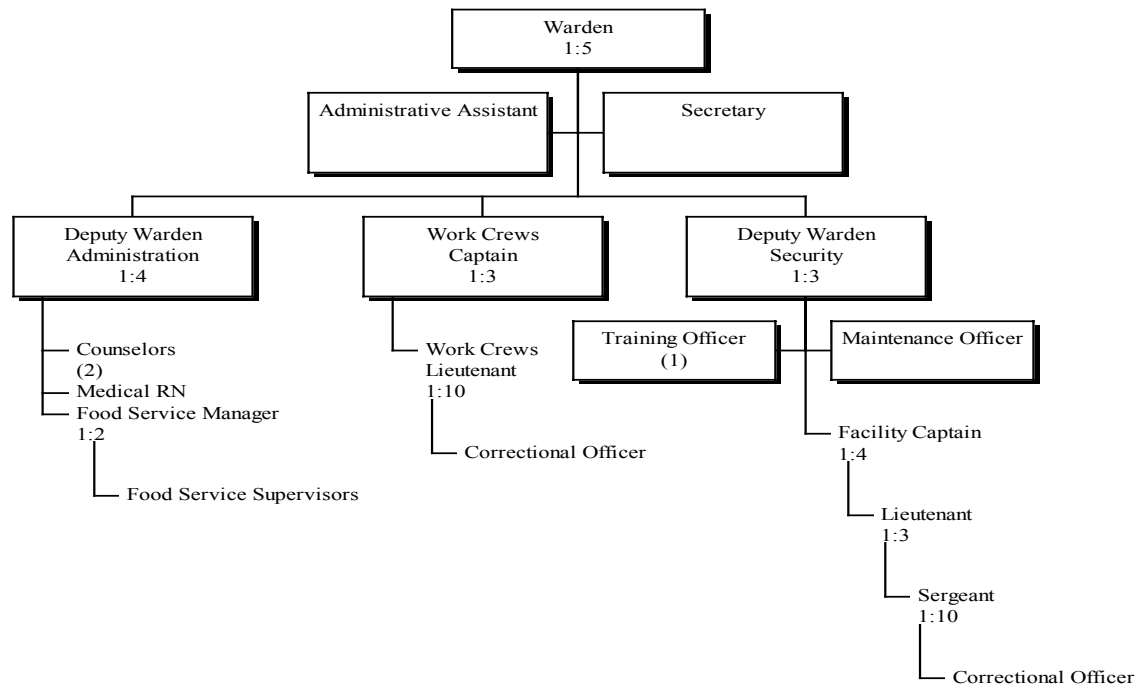 Warden
1:5
Administrative Assistant
Secretary
Deputy Warden
Administration
1:4
Work Crews
Captain
1:3
Deputy Warden
Security
1:3
Counselors
(2)
Medical RN
Food Service Manager
1:2
Food Service Supervisors
Work Crews
Lieutenant
1:10
Correctional Officer
Training Officer
(1)
Maintenance Officer
Facility Captain
1:4
Lieutenant
1:3
Sergeant
1:10
Correctional Officer